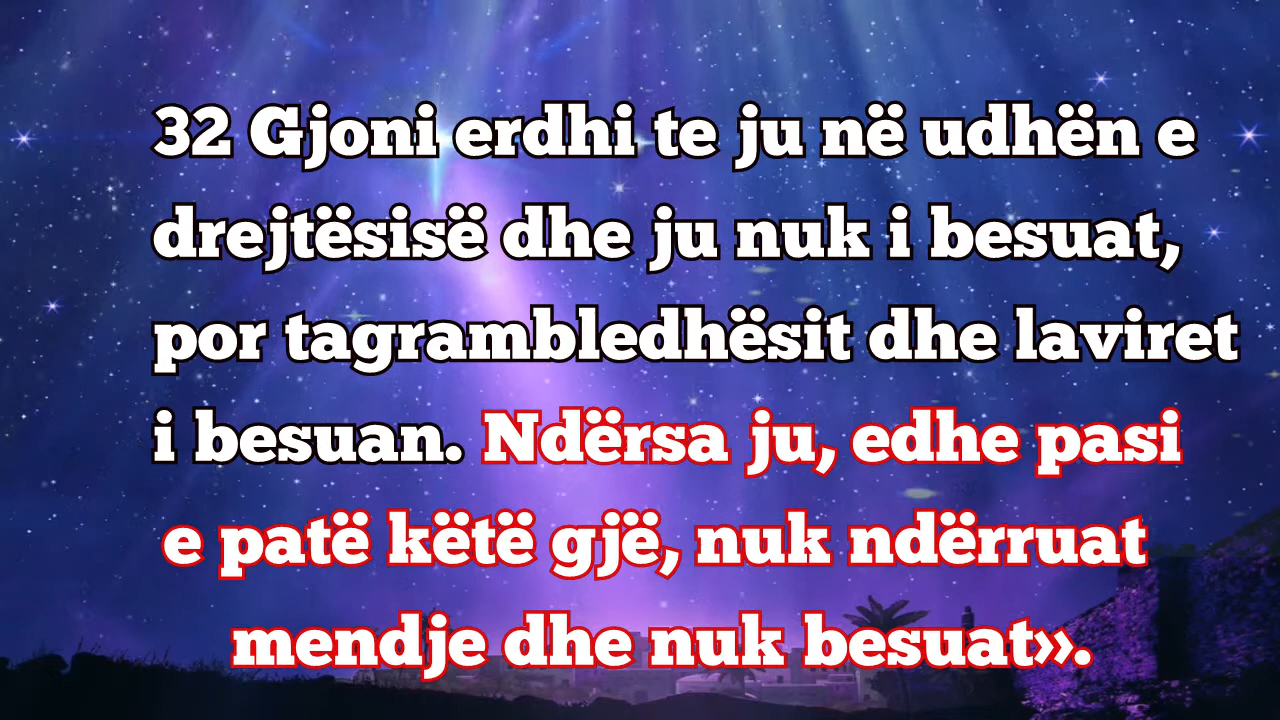 32 Gjoni erdhi te ju në udhën e
drejtësisë dhe ju nuk i besuat,
por tagrambledhësit dhe laviret
i besuan. Ndërsa ju, edhe pasi
e patë këtë gjë, nuk ndërruat
mendje dhe nuk besuat››.